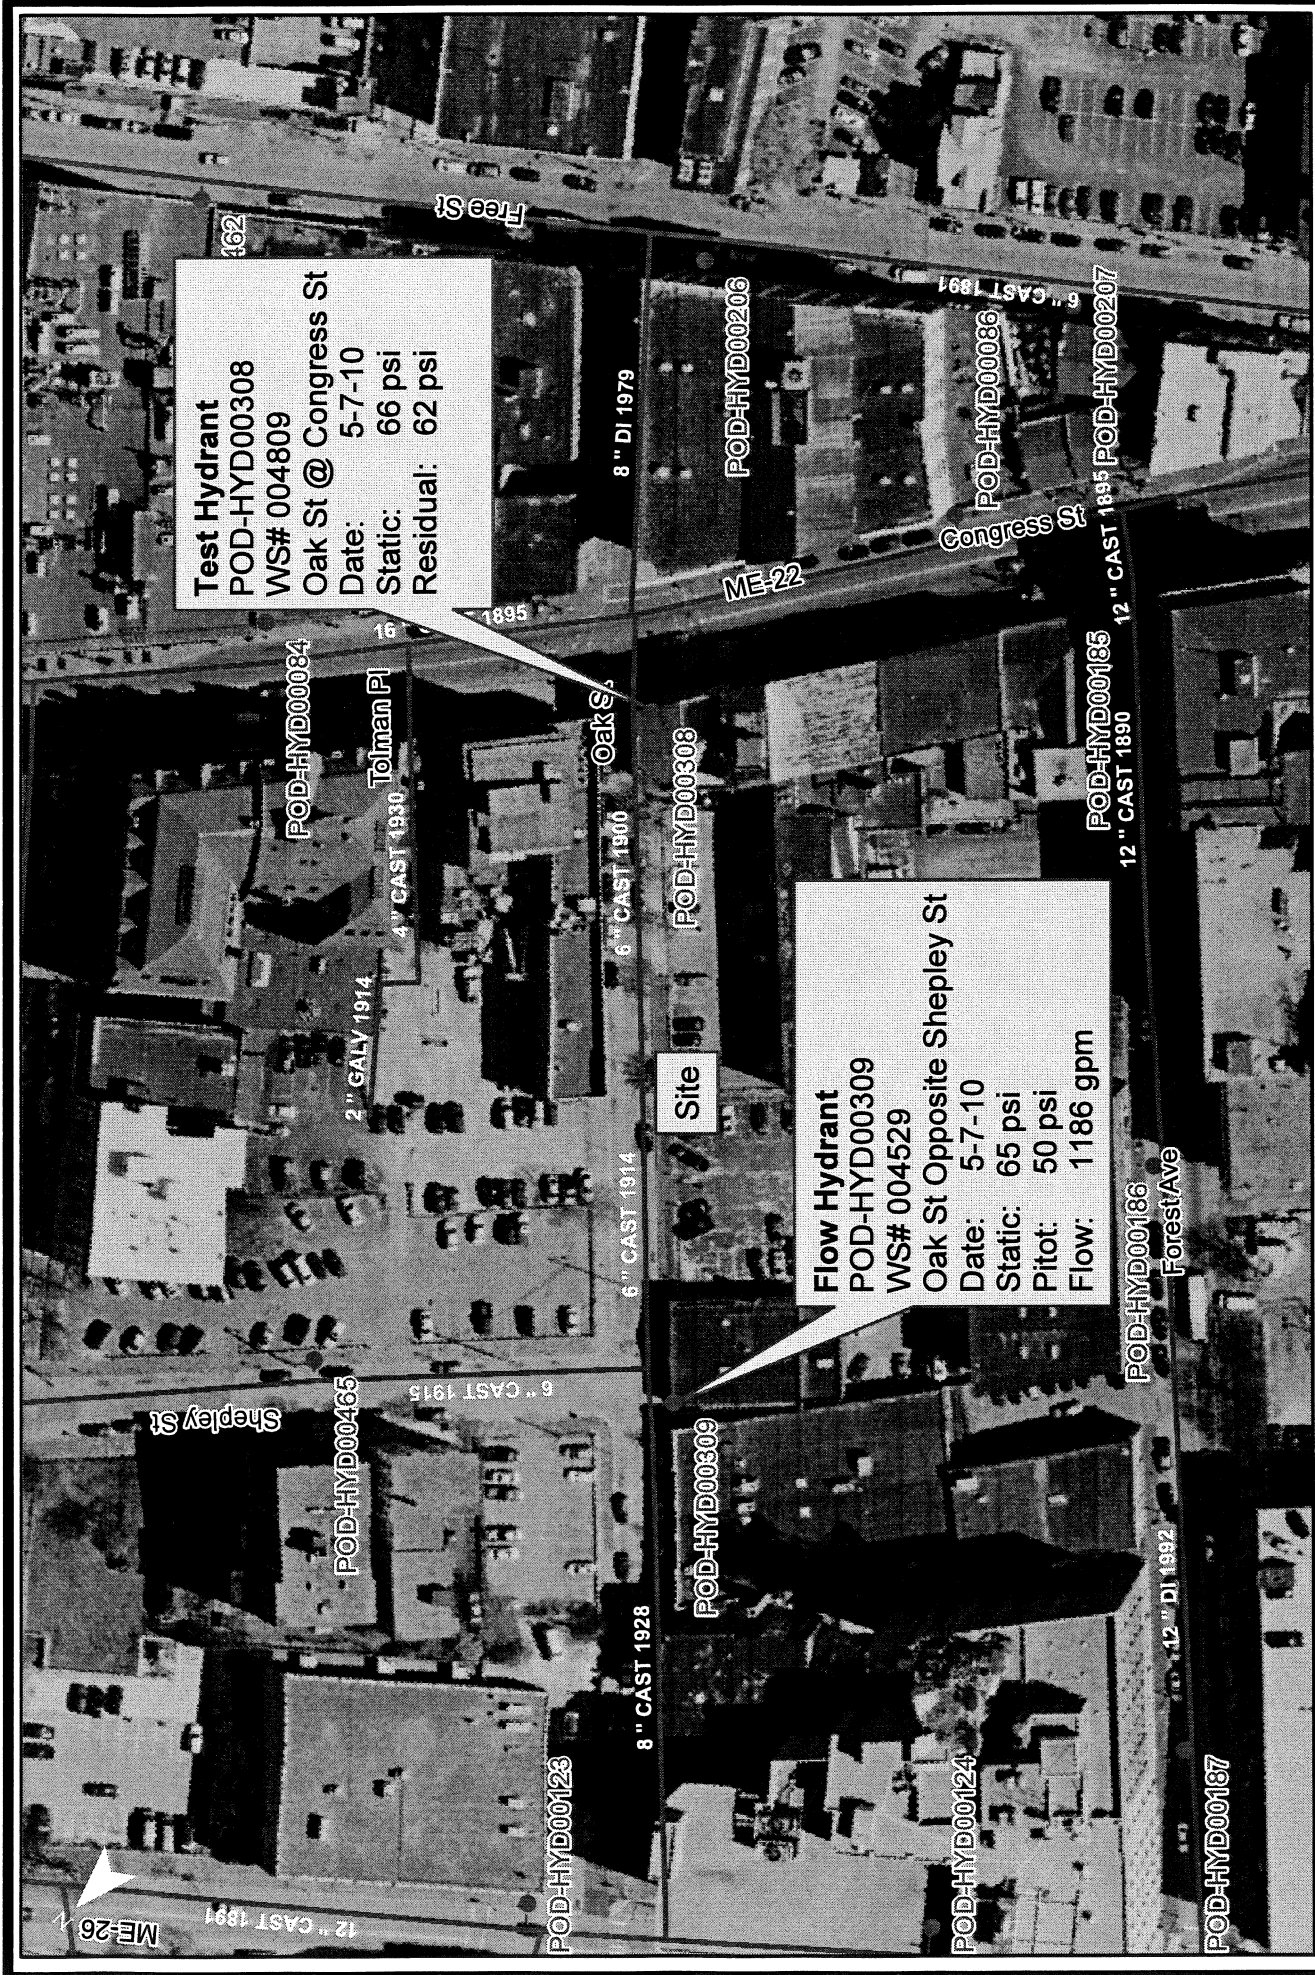 Test Hydrant
POD-HYD00308
WS# 004809
Oak St @ Congress St
Date: 5-7-10
Static: 66 psi
Residual: 62 psi
Flow Hydrant
POD-HYD00309
WS# 004529
Oak St Opposite Shepley St
Date: 5-7-10
Static: 65 psi
Pitot: 50 psi
Flow: 1186 gpm
Site
ME-26
N
12 " CAST 1891
POD-HYD00123
Shepley St
POD-HYD00465
6 " CAST 1915
2 " GALV 1914
4 " CAST 1930
Tolman Pl
POD-HYD00084
16
1895
462
Free St
8 " CAST 1928
6 " CAST 1914
6 " CAST 1900
Oak St
8 " DI 1979
POD-HYD00309
POD-HYD00308
ME-22
POD-HYD00206
6 " CAST 1891
Congress St
POD-HYD00086
POD-HYD00124
POD-HYD00186
Forest Ave
POD-HYD00185
12 " CAST 1890
12 " CAST 1895
POD-HYD00207
12 " DI 1992
POD-HYD00187